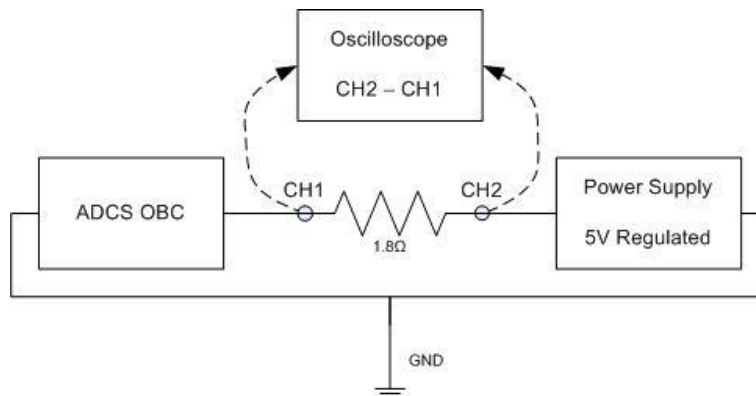 Oscilloscope
CH2 – CH1
CH1
CH2
ADCS OBC
1.8Ω
Power Supply
5V Regulated
GND